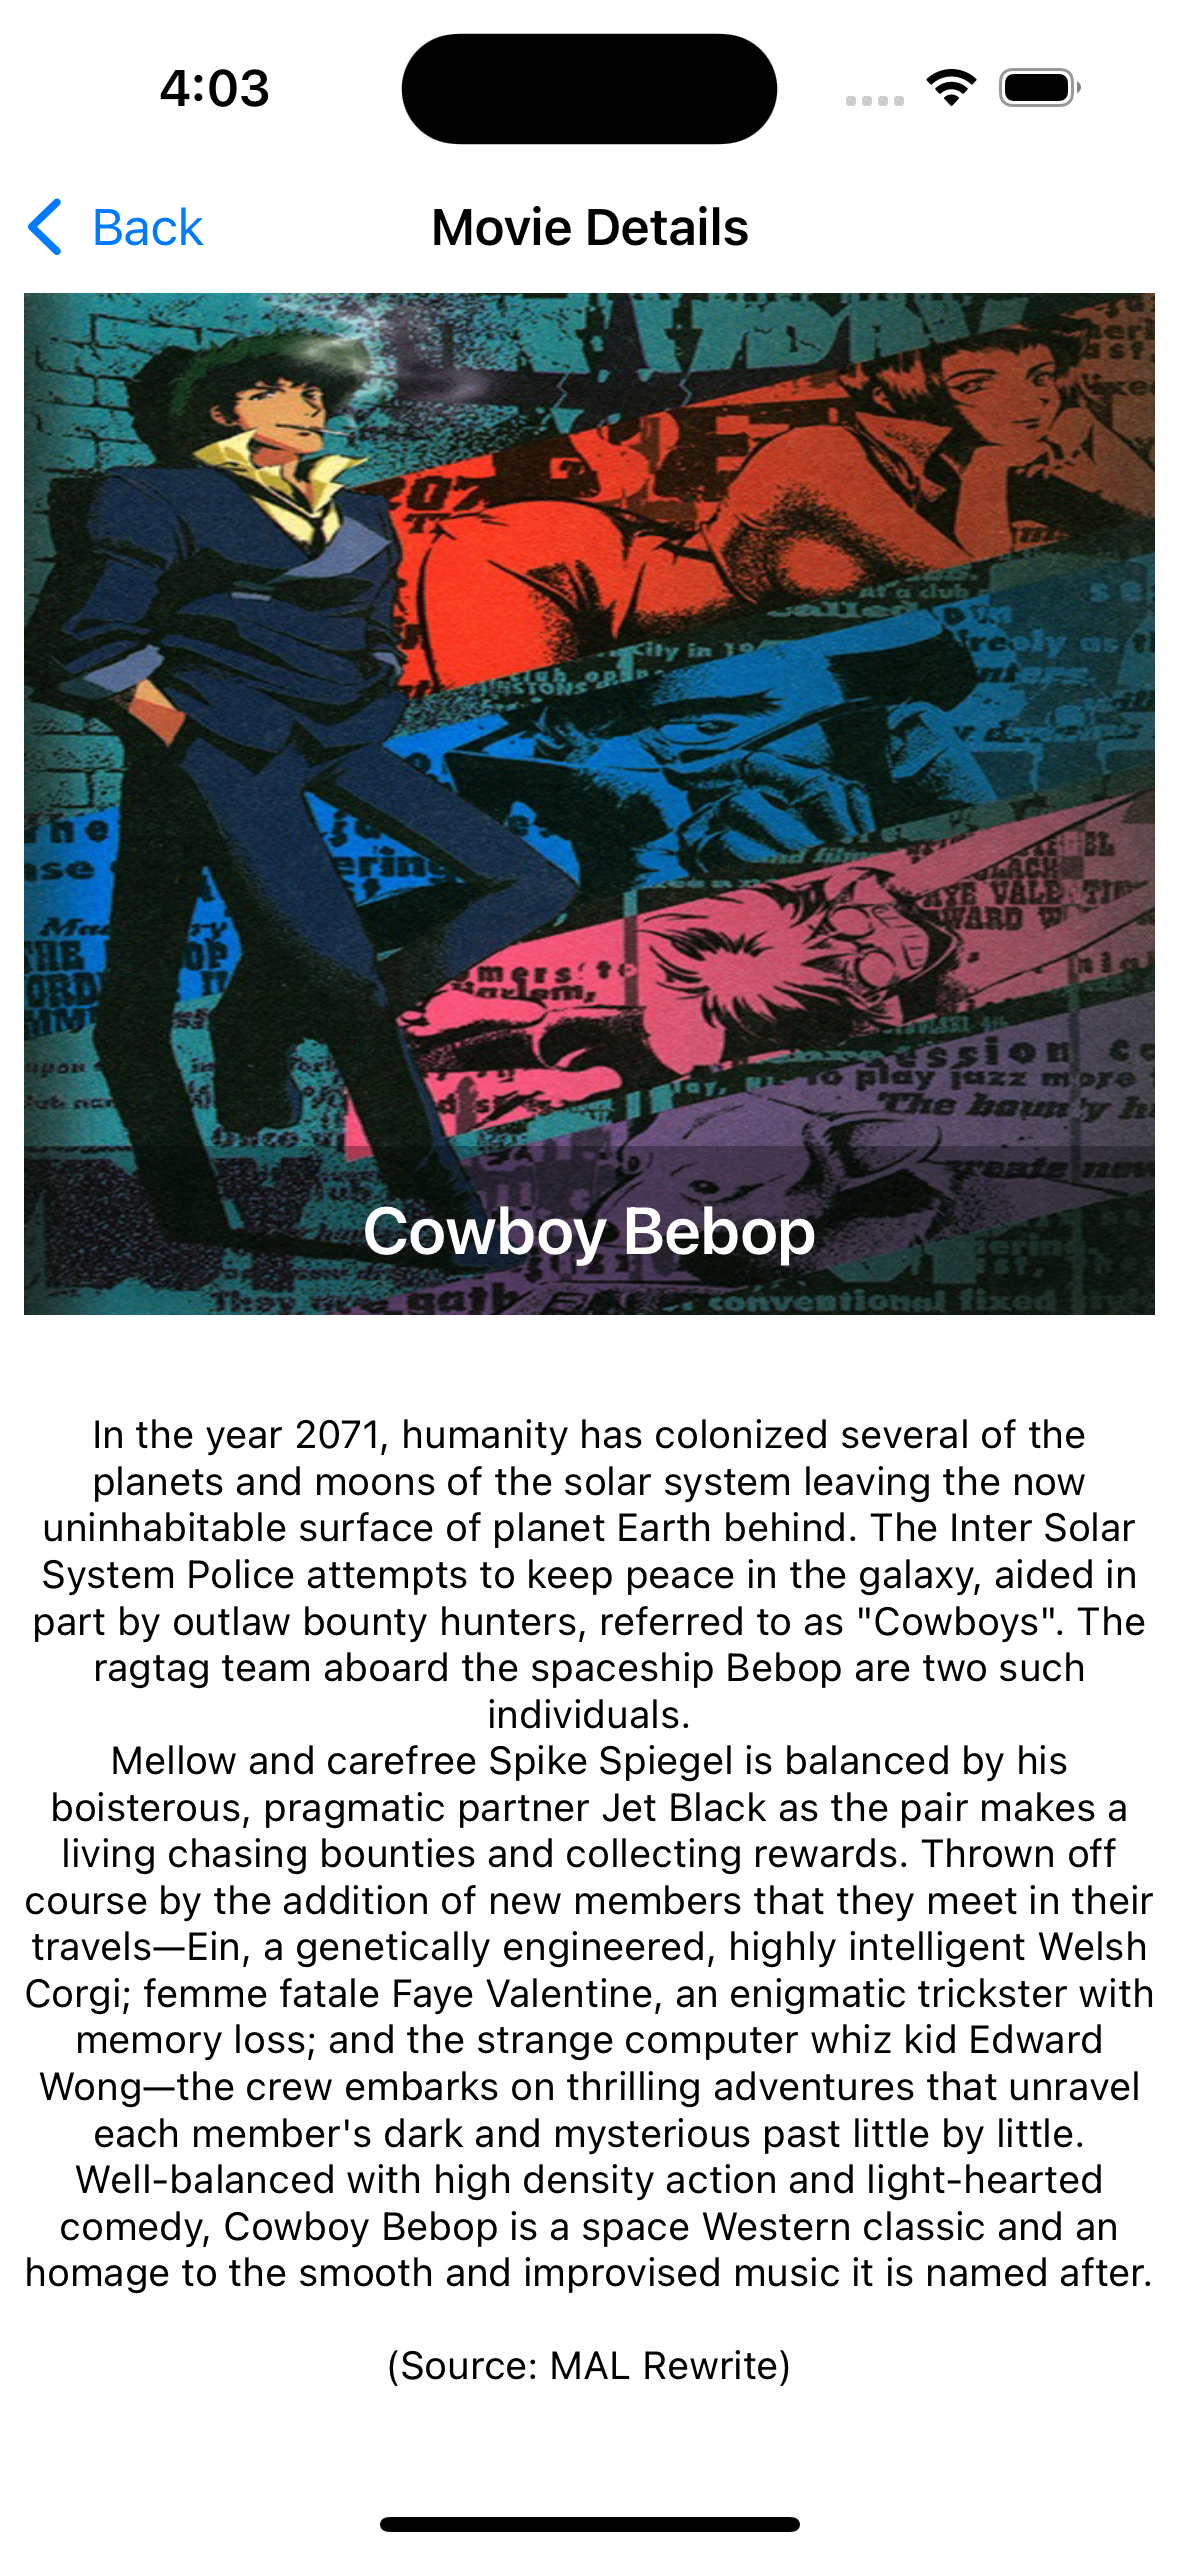 4:03
Back
Movie Details
Cowboy Bebop
In the year 2071, humanity has colonized several of the
planets and moons of the solar system leaving the now
uninhabitable surface of planet Earth behind. The Inter Solar
System Police attempts to keep peace in the galaxy, aided in
part by outlaw bounty hunters, referred to as "Cowboys". The
ragtag team aboard the spaceship Bebop are two such
individuals.
Mellow and carefree Spike Spiegel is balanced by his
boisterous, pragmatic partner Jet Black as the pair makes a
living chasing bounties and collecting rewards. Thrown off
course by the addition of new members that they meet in their
travels—Ein, a genetically engineered, highly intelligent Welsh
Corgi; femme fatale Faye Valentine, an enigmatic trickster with
memory loss; and the strange computer whiz kid Edward
Wong—the crew embarks on thrilling adventures that unravel
each member's dark and mysterious past little by little.
Well-balanced with high density action and light-hearted
comedy, Cowboy Bebop is a space Western classic and an
homage to the smooth and improvised music it is named after.
(Source: MAL Rewrite)